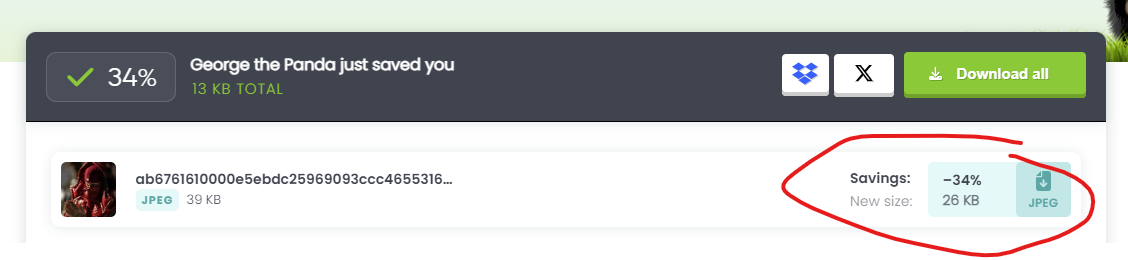 34%
George the Panda just saved you
13 KB TOTAL
Download all
ab6761610000e5ebdc25969093ccc4655316...
JPEG 39 KB
Savings: −34%
New size: 26 KB
JPEG